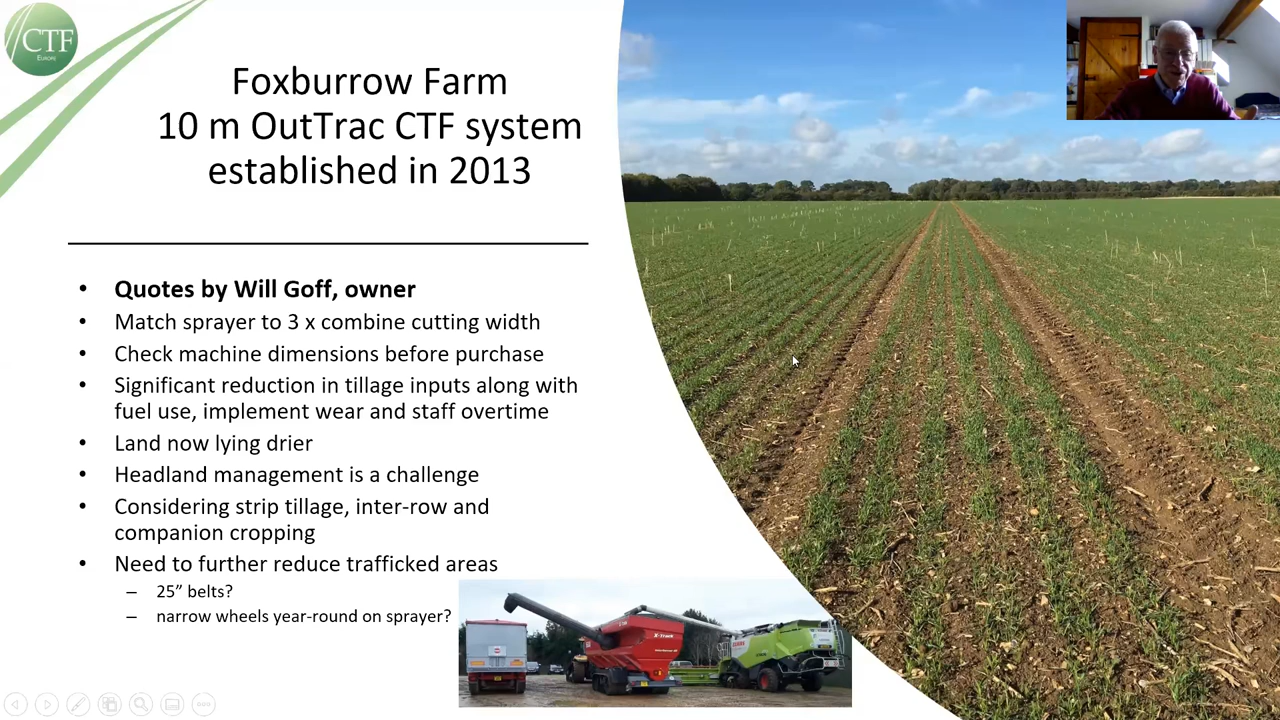 CTF
EUROPE
Foxburrow Farm
10 m OutTrac CTF system
established in 2013
• Quotes by Will Goff, owner
• Match sprayer to 3 x combine cutting width
• Check machine dimensions before purchase
• Significant reduction in tillage inputs along with
fuel use, implement wear and staff overtime
• Land now lying drier
• Headland management is a challenge
• Considering strip tillage, inter-row and
companion cropping
• Need to further reduce trafficked areas
– 25” belts?
– narrow wheels year-round on sprayer?
X-Track